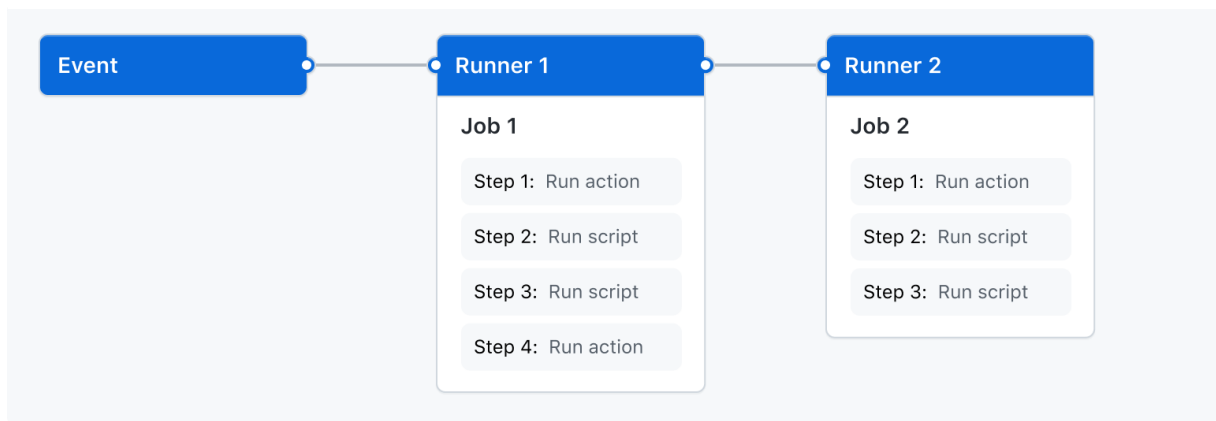 Event
Runner 1
Job 1
Step 1: Run action
Step 2: Run script
Step 3: Run script
Step 4: Run action
Runner 2
Job 2
Step 1: Run action
Step 2: Run script
Step 3: Run script